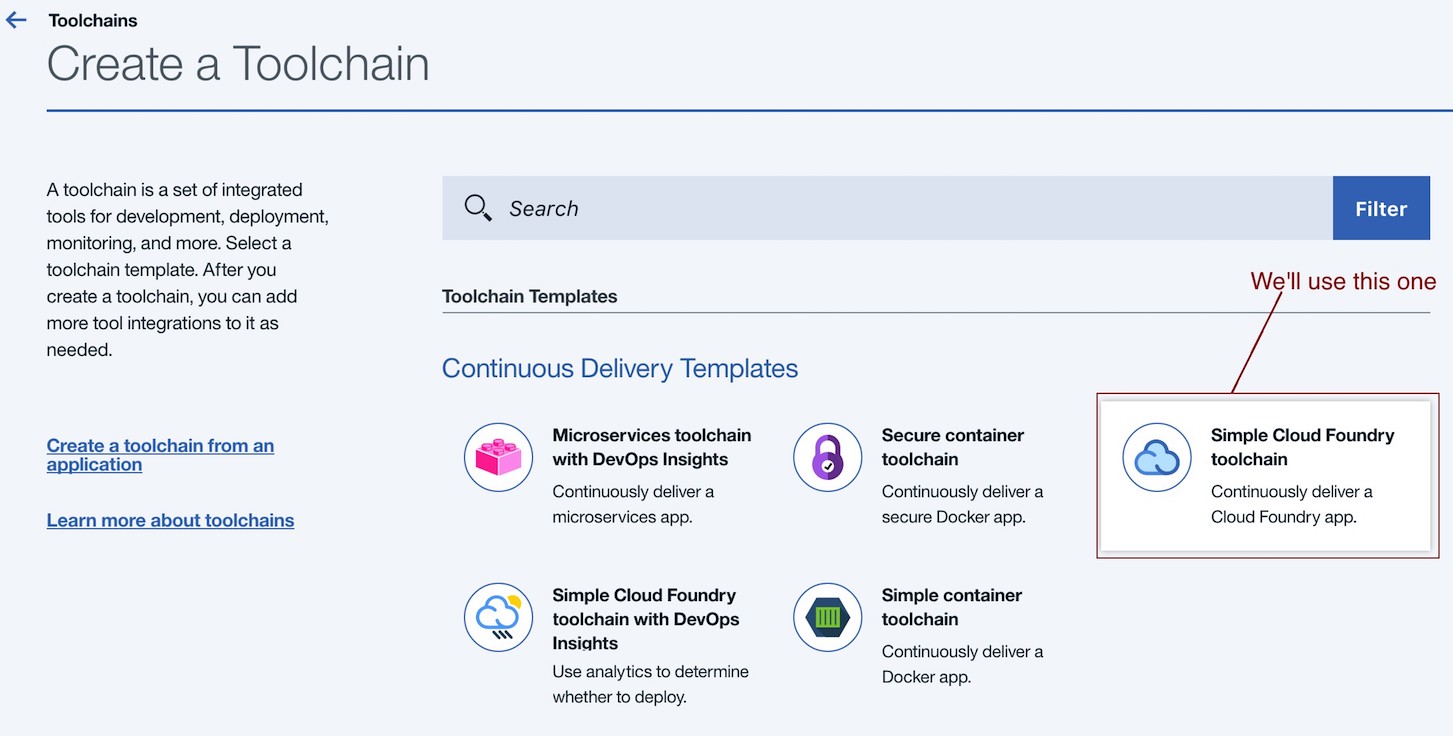 Toolchains
Create a Toolchain
A toolchain is a set of integrated
tools for development, deployment,
monitoring, and more. Select a
toolchain template. After you
create a toolchain, you can add
more tool integrations to it as
needed.
Create a toolchain from an
application
Learn more about toolchains
Search
Filter
We'll use this one
Toolchain Templates
Continuous Delivery Templates
Microservices toolchain
with DevOps Insights
Continuously deliver a
microservices app.
Secure container
toolchain
Continuously deliver a
secure Docker app.
Simple Cloud Foundry
toolchain
Continuously deliver a
Cloud Foundry app.
Simple Cloud Foundry
toolchain with DevOps
Insights
Use analytics to determine
whether to deploy.
Simple container
toolchain
Continuously deliver a
Docker app.